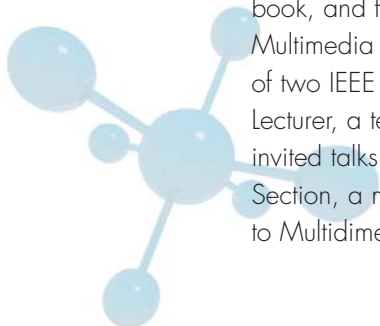 book, and
Multimedia
of two IEEE
Lecturer, a te
invited talks
Section, a
to Multidime